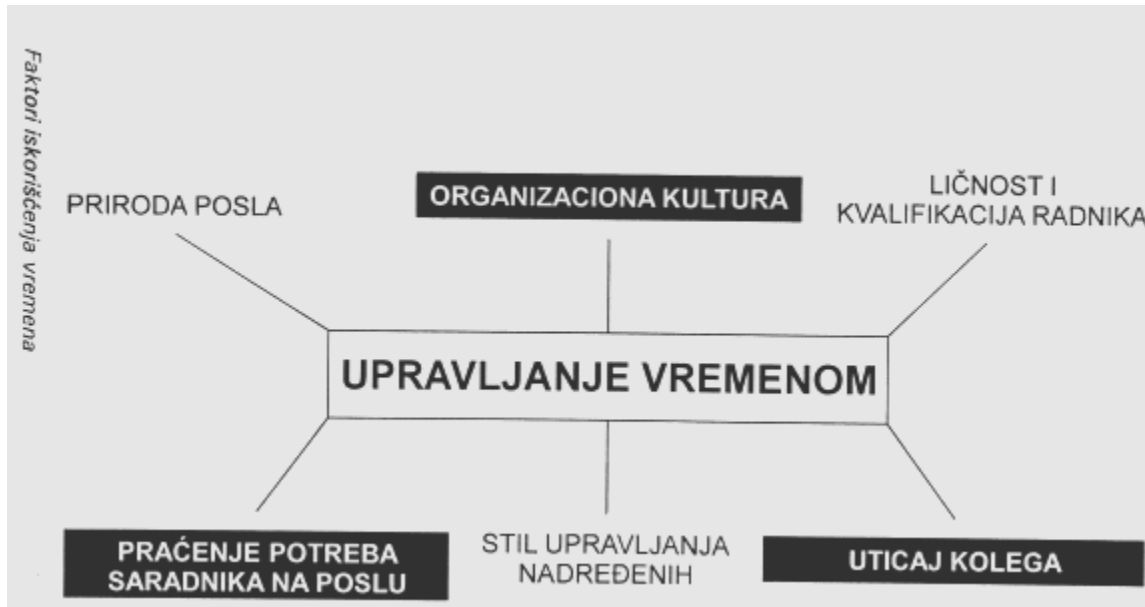 Faktori iskorišćenja vremena
PRIRODA POSLA
ORGANIZACIONA KULTURA
LIČNOST I
KVALIFIKACIJA RADNIKA
UPRAVLJANJE VREMENOM
PRAĆENJE POTREBA
SARADNIKA NA POSLU
STIL UPRAVLJANJA
NADREĐENIH
UTICAJ KOLEGA